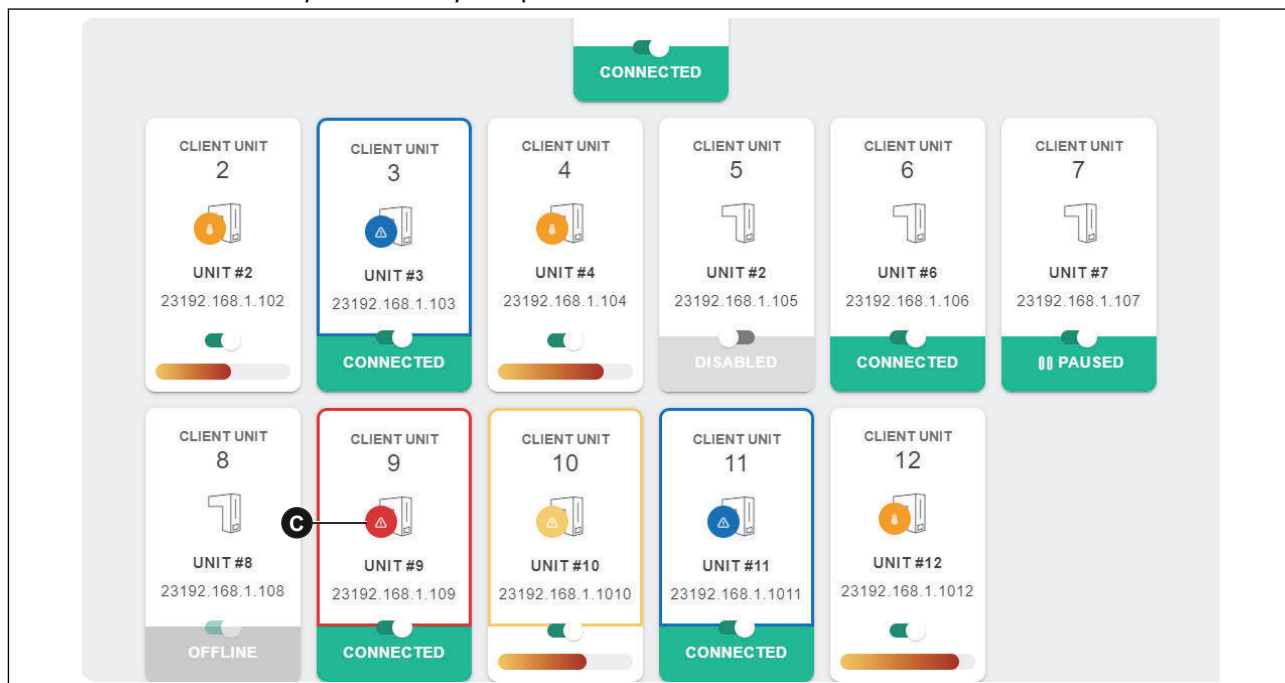 CONNECTED
CLIENT UNIT
2
UNIT #2
23192.168.1.102
CLIENT UNIT
3
UNIT #3
23192.168.1.103
CONNECTED
CLIENT UNIT
4
UNIT #4
23192.168.1.104
CLIENT UNIT
5
UNIT #2
23192.168.1.105
DISABLED
CLIENT UNIT
6
UNIT #6
23192.168.1.106
CONNECTED
CLIENT UNIT
7
UNIT #7
23192.168.1.107
PAUSED
CLIENT UNIT
8
UNIT #8
23192.168.1.108
OFFLINE
CLIENT UNIT
9
C
UNIT #9
23192.168.1.109
CONNECTED
CLIENT UNIT
10
UNIT #10
23192.168.1.1010
CLIENT UNIT
11
UNIT #11
23192.168.1.1011
CONNECTED
CLIENT UNIT
12
UNIT #12
23192.168.1.1012